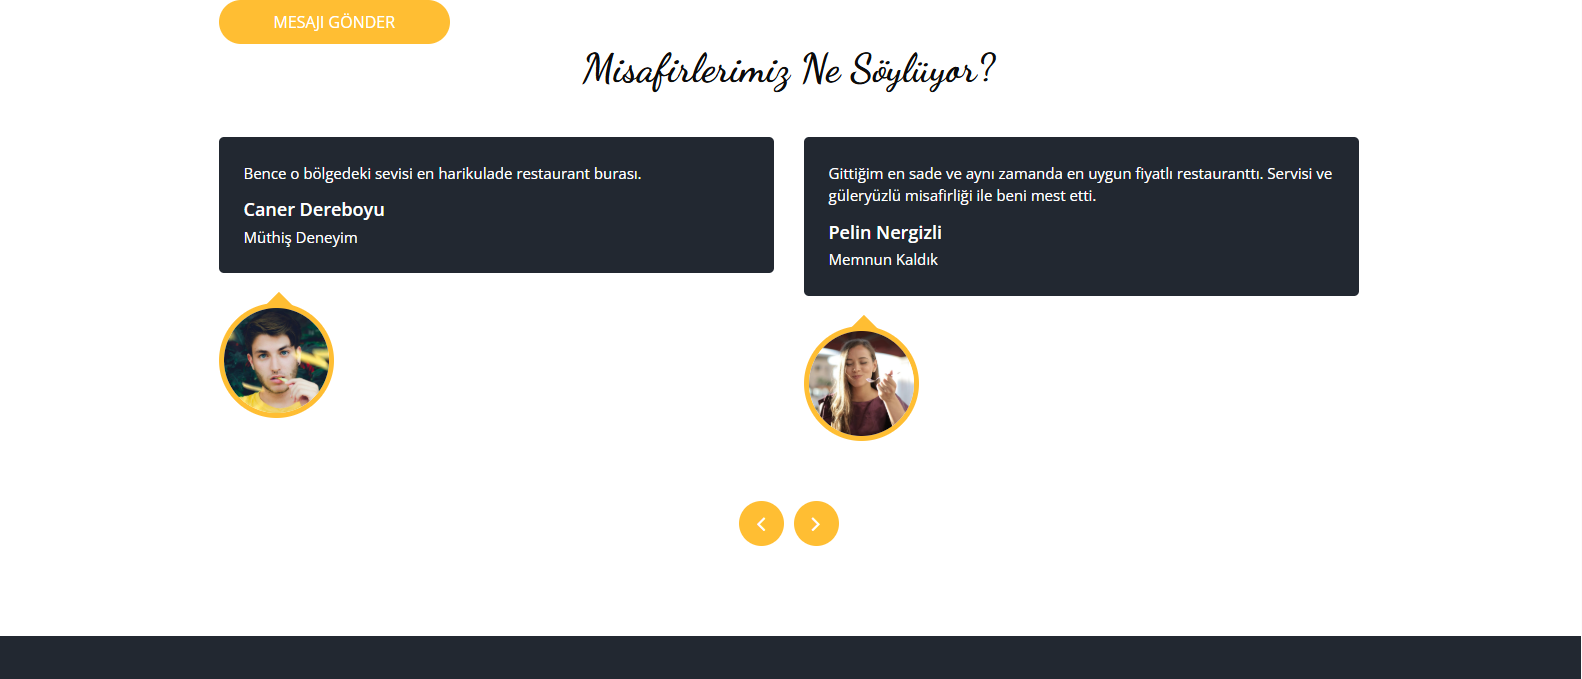 MESAJI GÖNDER
Misafirlerimiz Ne Söylüyor?
Bence o bölgedeki sevisi en harikulade restaurant burası.
Caner Dereboyu
Müthiş Deneyim
Gittiğim en sade ve aynı zamanda en uygun fiyatlı restauranttı. Servisi ve
güleryüzlü misafirliği ile beni mest etti.
Pelin Nergizli
Memnun Kaldık